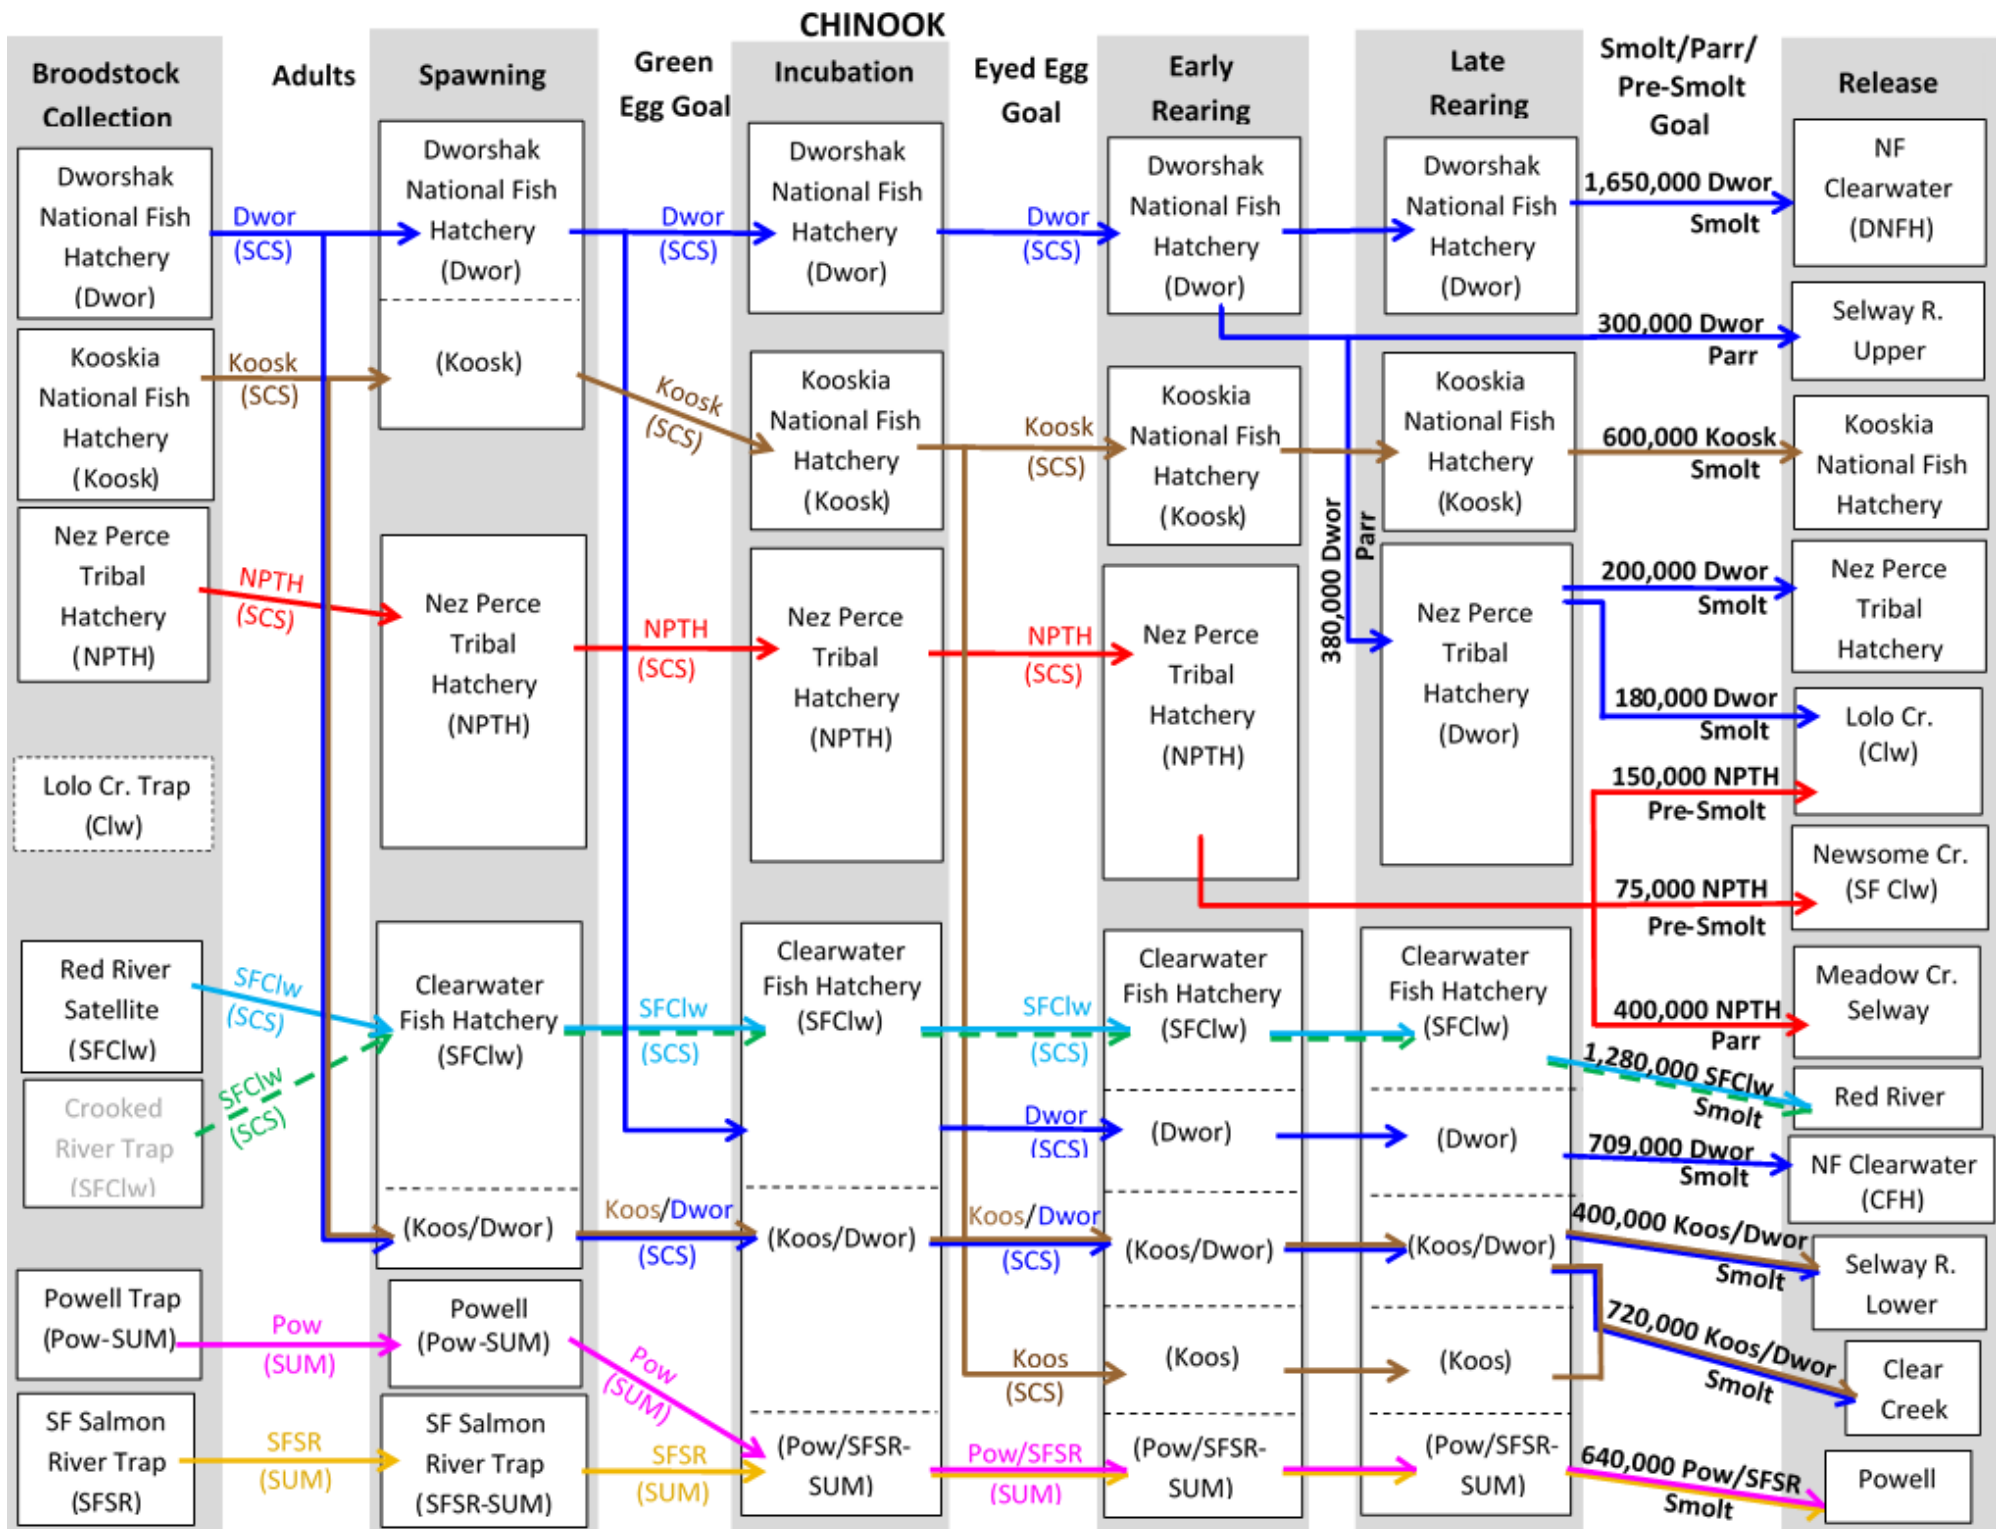 CHINOOK
Broodstock
Collection
Adults
Spawning
Green
Egg Goal
Incubation
Eyed Egg
Goal
Early
Rearing
Late
Rearing
Smolt/Parr/
Pre-Smolt
Goal
Release
Dworshak
National Fish
Hatchery
(Dwor)
Kooskia
National Fish
Hatchery
(Koosk)
Nez Perce
Tribal
Hatchery
(NPTH)
Lolo Cr. Trap
(Clw)
Red River
Satellite
(SFClw)
Crooked
River Trap
(SFClw)
Powell Trap
(Pow-SUM)
SF Salmon
River Trap
(SFSR)
Dwor
(SCS)
Koosk
(SCS)
NPTH
(SCS)
SFClw
(SCS)
SFClw
(SCS)
Pow
(SUM)
SFSR
(SUM)
Dworshak
National Fish
Hatchery
(Dwor)
(Koosk)
Nez Perce
Tribal
Hatchery
(NPTH)
Clearwater
Fish Hatchery
(SFClw)
(Koos/Dwor)
Powell
(Pow-SUM)
SF Salmon
River Trap
(SFSR-SUM)
Dwor
(SCS)
Koosk
(SCS)
NPTH
(SCS)
SFClw
(SCS)
Koos/Dwor
(SCS)
Pow
(SUM)
SFSR
(SUM)
Dworshak
National Fish
Hatchery
(Dwor)
Kooskia
National Fish
Hatchery
(Koosk)
Nez Perce
Tribal
Hatchery
(NPTH)
Clearwater
Fish Hatchery
(SFClw)
(Koos/Dwor)
(Pow/SFSR-
SUM)
Dwor
(SCS)
Koosk
(SCS)
NPTH
(SCS)
SFClw
(SCS)
Dwor
(SCS)
Koos/Dwor
(SCS)
Koos
(SCS)
Pow/SFSR
(SUM)
Dworshak
National Fish
Hatchery
(Dwor)
Kooskia
National Fish
Hatchery
(Koosk)
Nez Perce
Tribal
Hatchery
(NPTH)
Clearwater
Fish Hatchery
(SFClw)
(Dwor)
(Koos/Dwor)
(Koos)
(Pow/SFSR-
SUM)
380,000 Dwor
Parr
Dworshak
National Fish
Hatchery
(Dwor)
Kooskia
National Fish
Hatchery
(Koosk)
Nez Perce
Tribal
Hatchery
(Dwor)
Clearwater
Fish Hatchery
(SFClw)
(Dwor)
(Koos/Dwor)
(Koos)
(Pow/SFSR-
SUM)
1,650,000 Dwor
Smolt
300,000 Dwor
Parr
600,000 Koosk
Smolt
200,000 Dwor
Smolt
180,000 Dwor
Smolt
150,000 NPTH
Pre-Smolt
75,000 NPTH
Pre-Smolt
400,000 NPTH
Parr
1,280,000 SFClw
Smolt
709,000 Dwor
Smolt
400,000 Koos/Dwor
Smolt
720,000 Koos/Dwor
Smolt
640,000 Pow/SFSR
Smolt
NF
Clearwater
(DNFH)
Selway R.
Upper
Kooskia
National Fish
Hatchery
Nez Perce
Tribal
Hatchery
Lolo Cr.
(Clw)
Newsome Cr.
(SF Clw)
Meadow Cr.
Selway
Red River
NF Clearwater
(CFH)
Selway R.
Lower
Clear
Creek
Powell